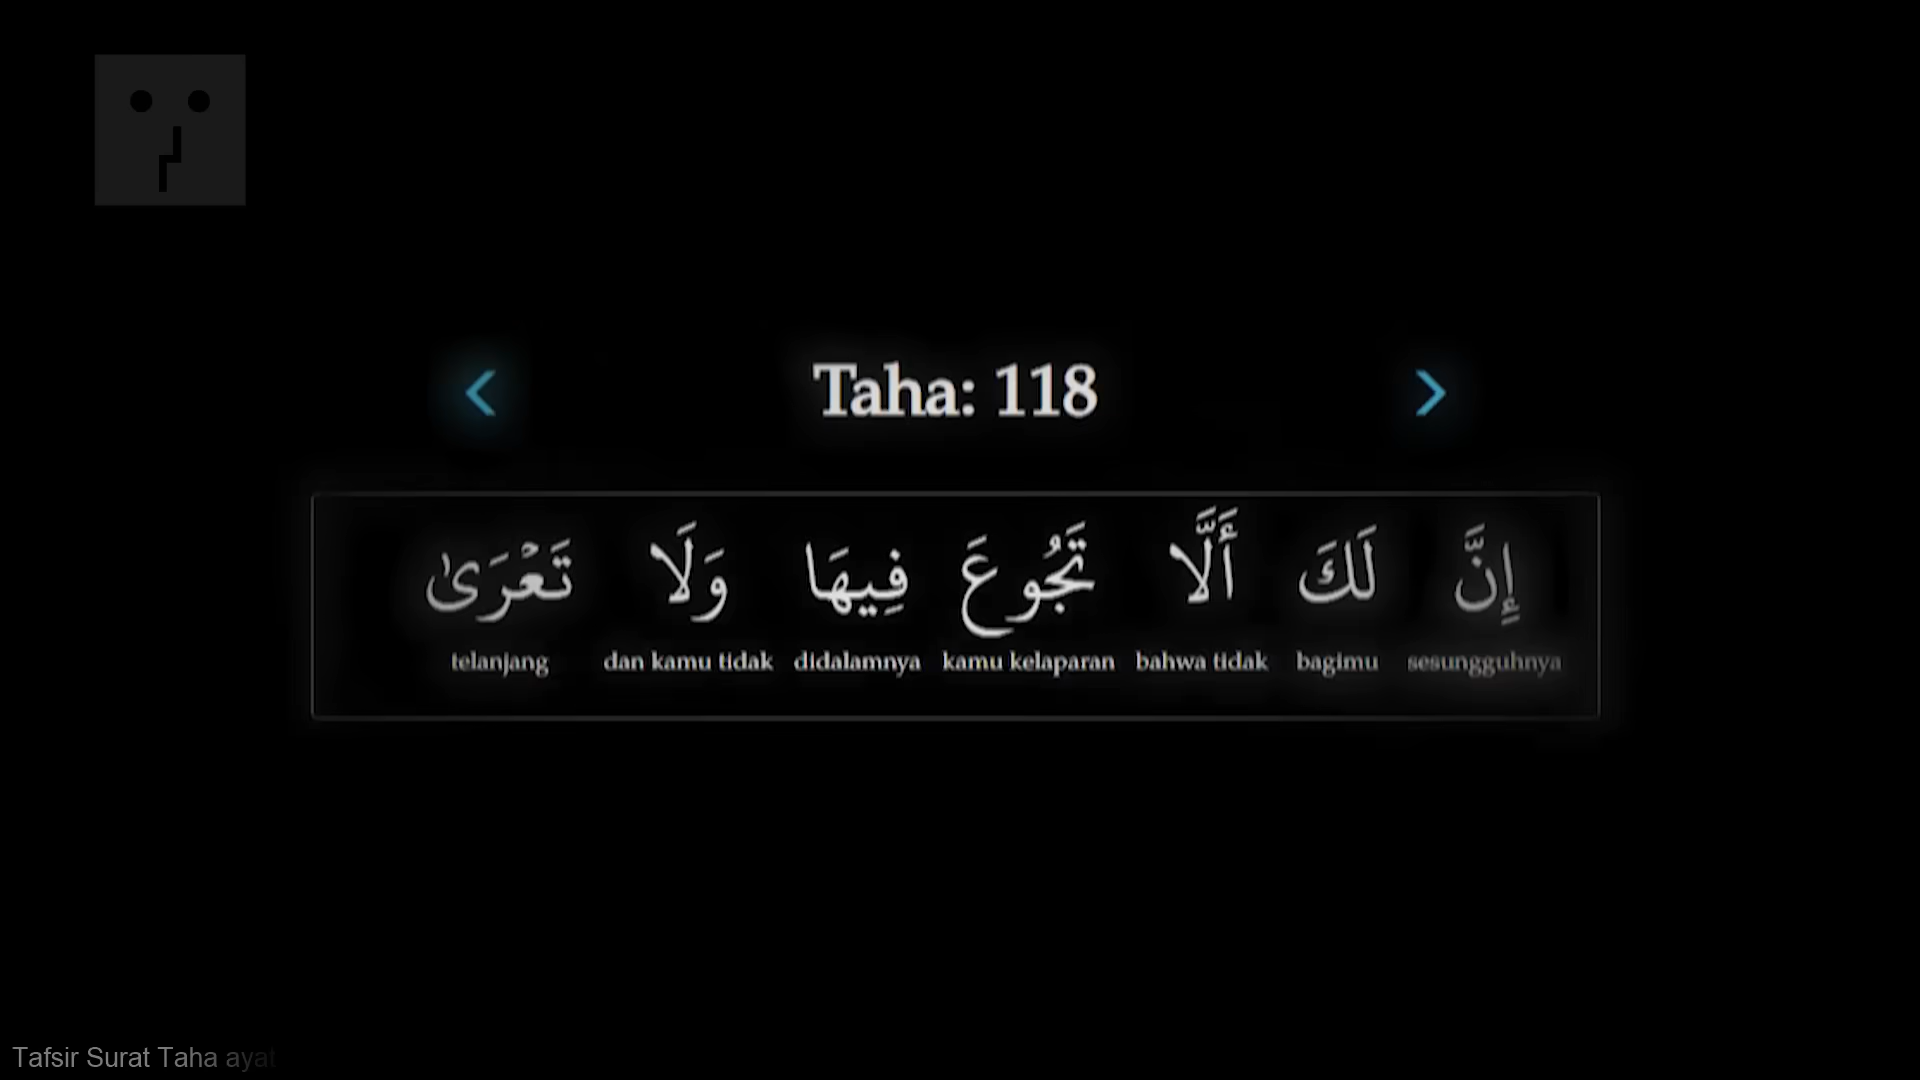 Taha: 118
إِنَّ لَكَ أَلَّا تَجُوعَ فِيهَا وَلَا تَعْرَىٰ
sesungguhnya bagimu bahwa tidak kamu kelaparan didalamnya dan kamu tidak telanjang
Tafsir Surat Taha ayat